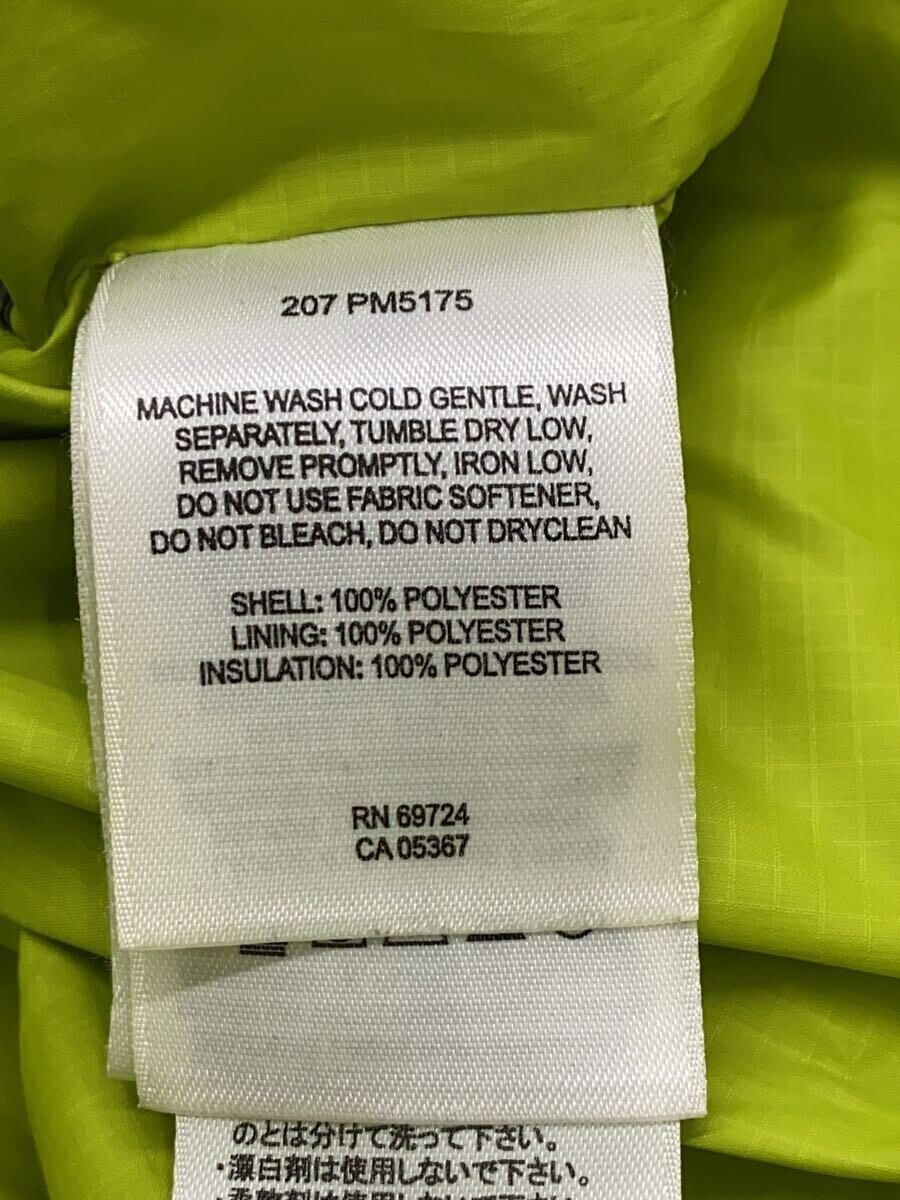 207 PM5175
MACHINE WASH COLD GENTLE, WASH
SEPARATELY, TUMBLE DRY LOW,
REMOVE PROMPTLY, IRON LOW,
DO NOT USE FABRIC SOFTENER,
DO NOT BLEACH, DO NOT DRYCLEAN
SHELL: 100% POLYESTER
LINING: 100% POLYESTER
INSULATION: 100% POLYESTER
RN 69724
CA 05367
のとは分けて洗って下さい。
・漂白剤は使用しないで下さい。